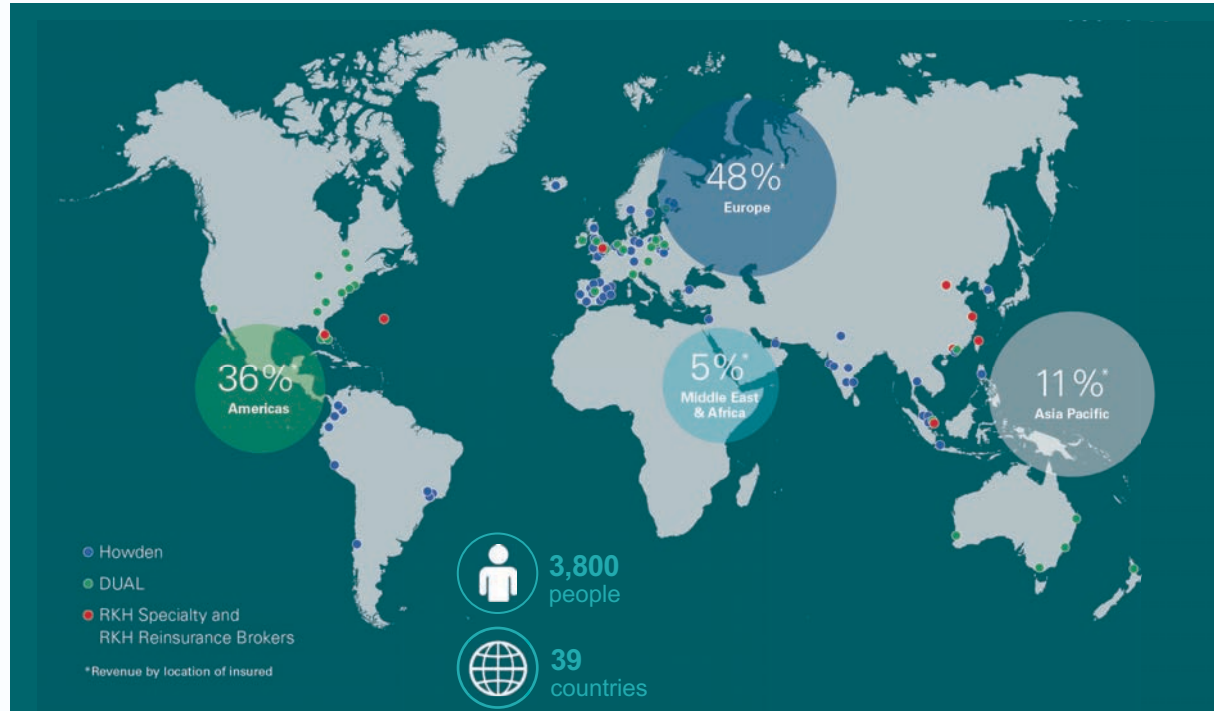 48%*
Europe
36%*
Americas
5%*
Middle East
& Africa
11%*
Asia Pacific
Howden
DUAL
RKH Specialty and
RKH Reinsurance Brokers
*Revenue by location of insured
3,800
people
39
countries